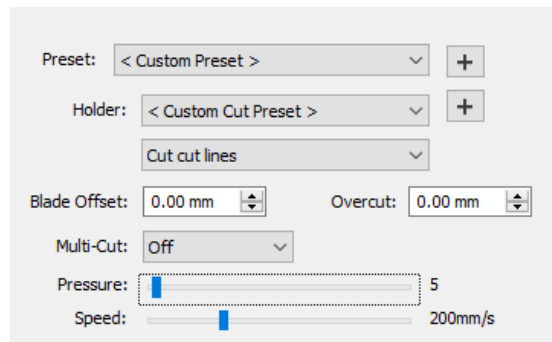 Preset: < Custom Preset > +
Holder: < Custom Cut Preset > +
Cut cut lines
Blade Offset: 0.00 mm Overcut: 0.00 mm
Multi-Cut: Off
Pressure: 5
Speed: 200mm/s